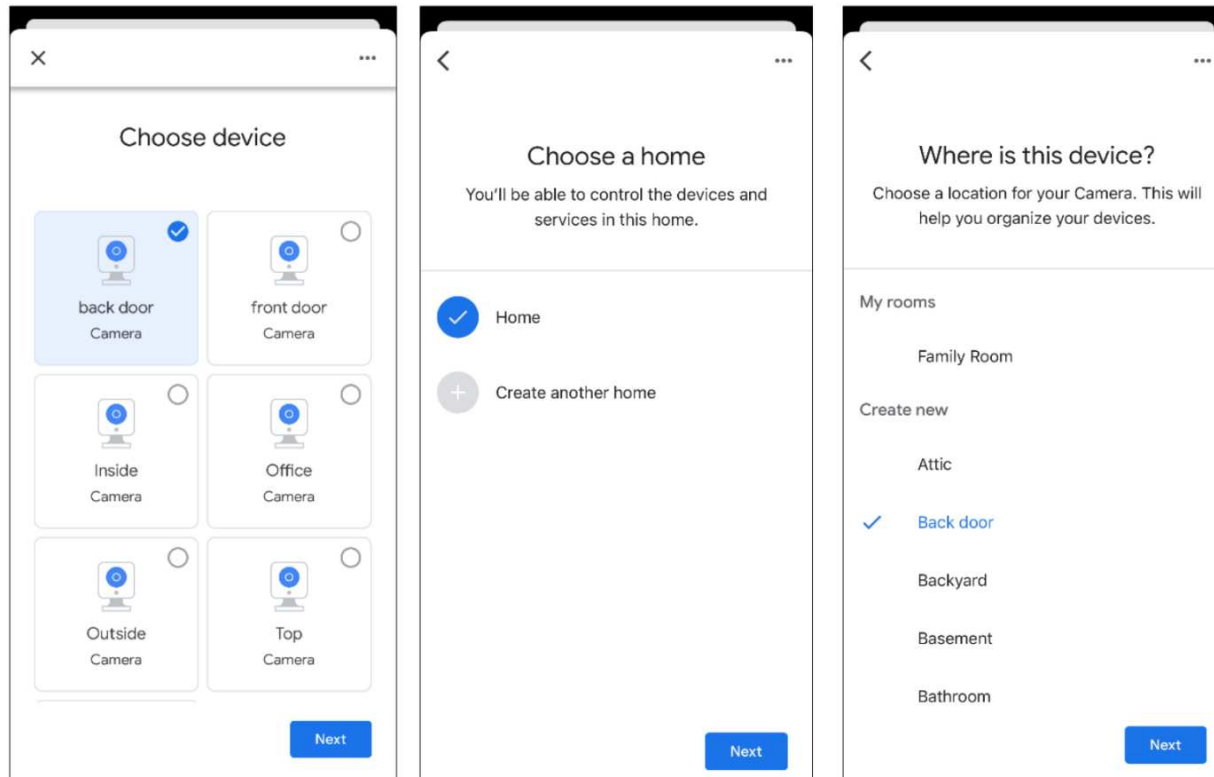 Choose device
back door
Camera
front door
Camera
Inside
Camera
Office
Camera
Outside
Camera
Top
Camera
Next
Choose a home
You'll be able to control the devices and
services in this home.
Home
Create another home
Next
Where is this device?
Choose a location for your Camera. This will
help you organize your devices.
My rooms
Family Room
Create new
Attic
Back door
Backyard
Basement
Bathroom
Next